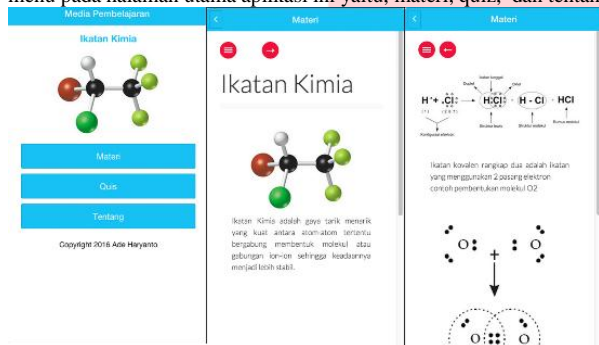 menu pada halaman utama aplikasi ini yaitu, materi, quis, dan tentan
Media Pembelajaran
Ikatan Kimia
Materi
Quis
Tentang
Copyright 2016 Ade Haryanto
Materi
Ikatan Kimia
Ikatan Kimia adalah gaya tarik menarik
yang kuat antara atom-atom tertentu
bergabung membentuk molekul atau
gabungan ion-ion sehingga keadaannya
menjadi lebih stabil.
Materi
H + Cl H Cl H - Cl HCl
Ikatan kovalen rangkap dua adalah ikatan
yang menggunakan 2 pasang elektron
contoh pembentukan molekul O2
O + O
O O